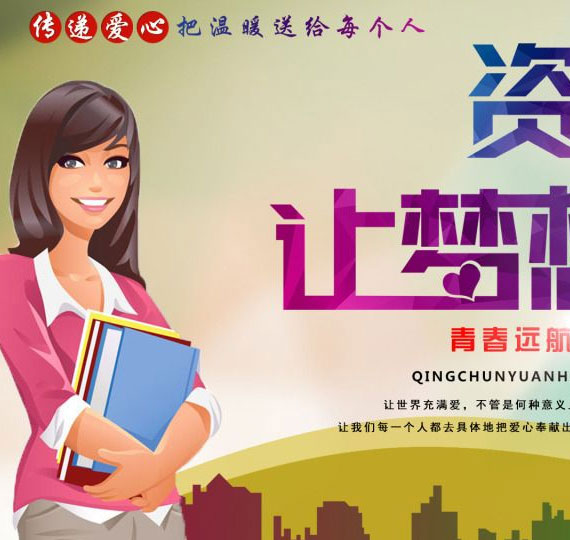 传递爱心 把温暖送给每个人
资
让梦想
青春远航
QINGCHUNYUANH
让世界充满爱，不管是何种意义上
让我们每一个人都去具体地把爱心奉献出